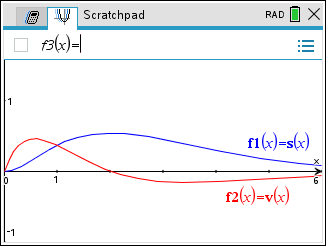 Scratchpad RAD
f3(x)=
1
f1(x)=s(x)
x
0 1 6
f2(x)=v(x)
-1